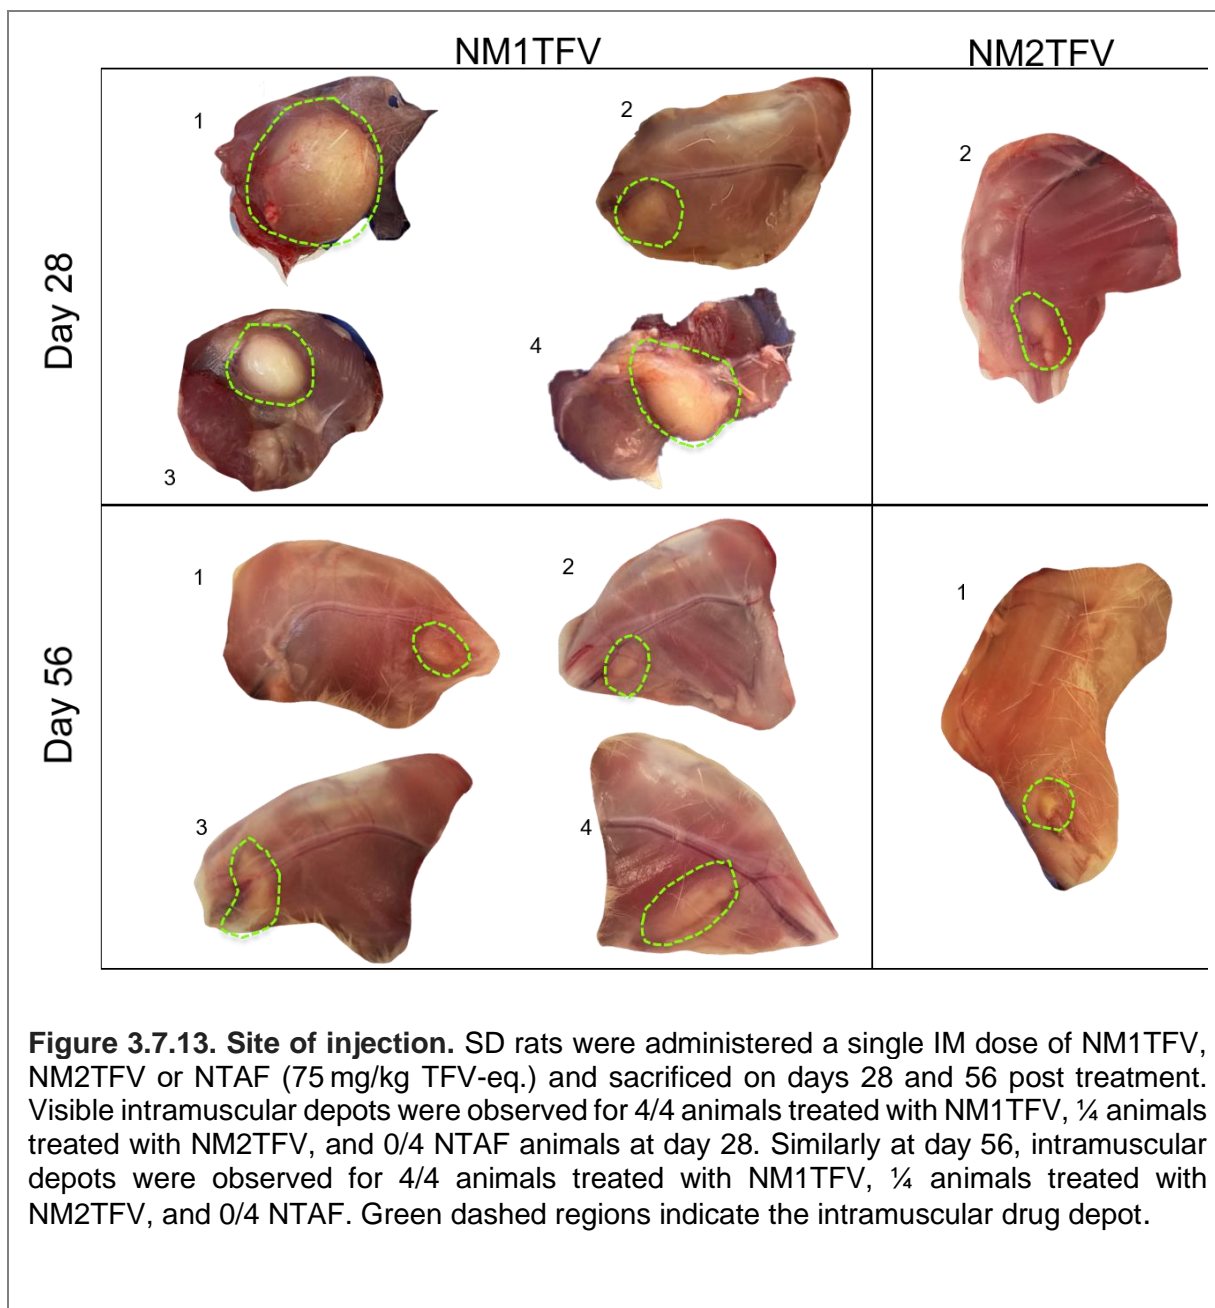 NM1TFV NM2TFV
Day 28
1
2
2
3
4
Day 56
1
2
1
3
4
Figure 3.7.13. Site of injection. SD rats were administered a single IM dose of NM1TFV,
NM2TFV or NTAF (75 mg/kg TFV-eq.) and sacrificed on days 28 and 56 post treatment.
Visible intramuscular depots were observed for 4/4 animals treated with NM1TFV, ¼ animals
treated with NM2TFV, and 0/4 NTAF animals at day 28. Similarly at day 56, intramuscular
depots were observed for 4/4 animals treated with NM1TFV, ¼ animals treated with
NM2TFV, and 0/4 NTAF. Green dashed regions indicate the intramuscular drug depot.